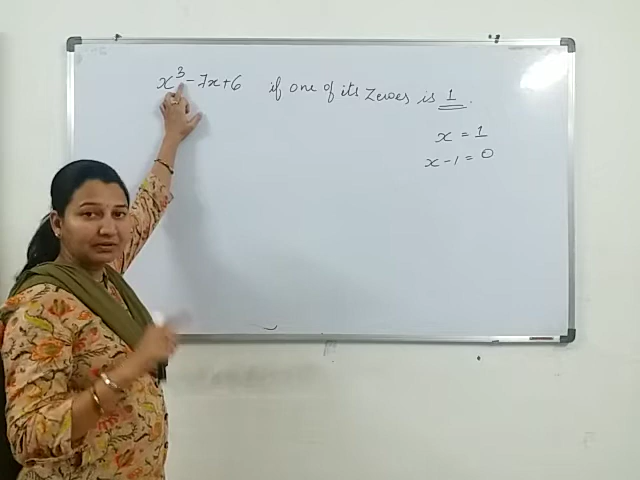 x³ - 7x + 6 if one of its zeroes is 1.
x = 1
x - 1 = 0